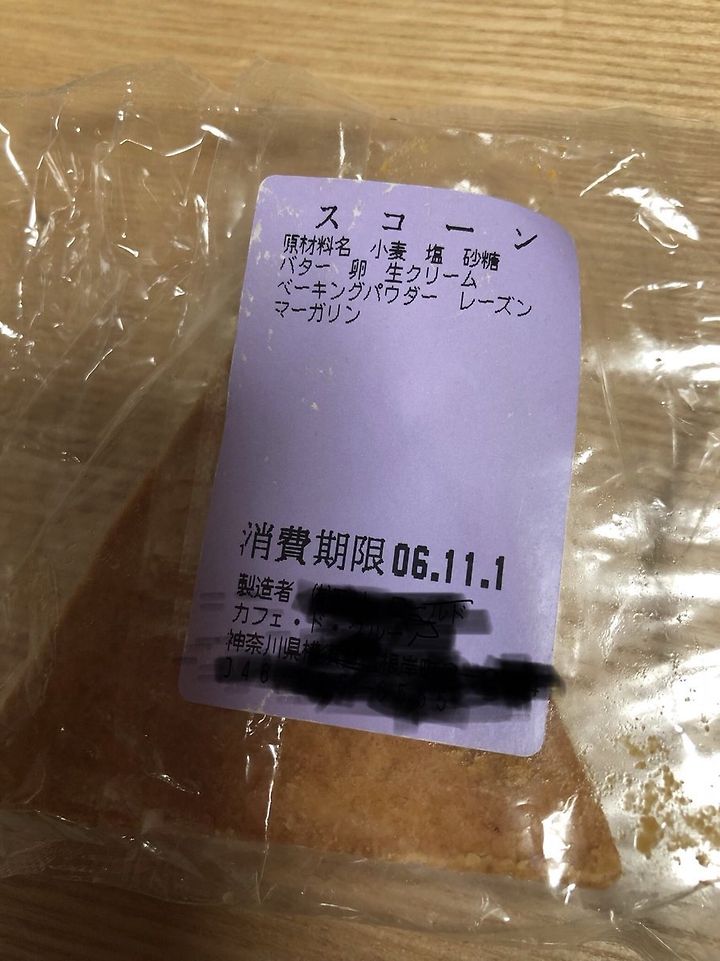 スコーン
原材料名 小麦 塩 砂糖
バター 卵 生クリーム
ベーキングパウダー レーズン
マーガリン
消費期限 06.11.1
製造者
カフェ・ド・
神奈川県横